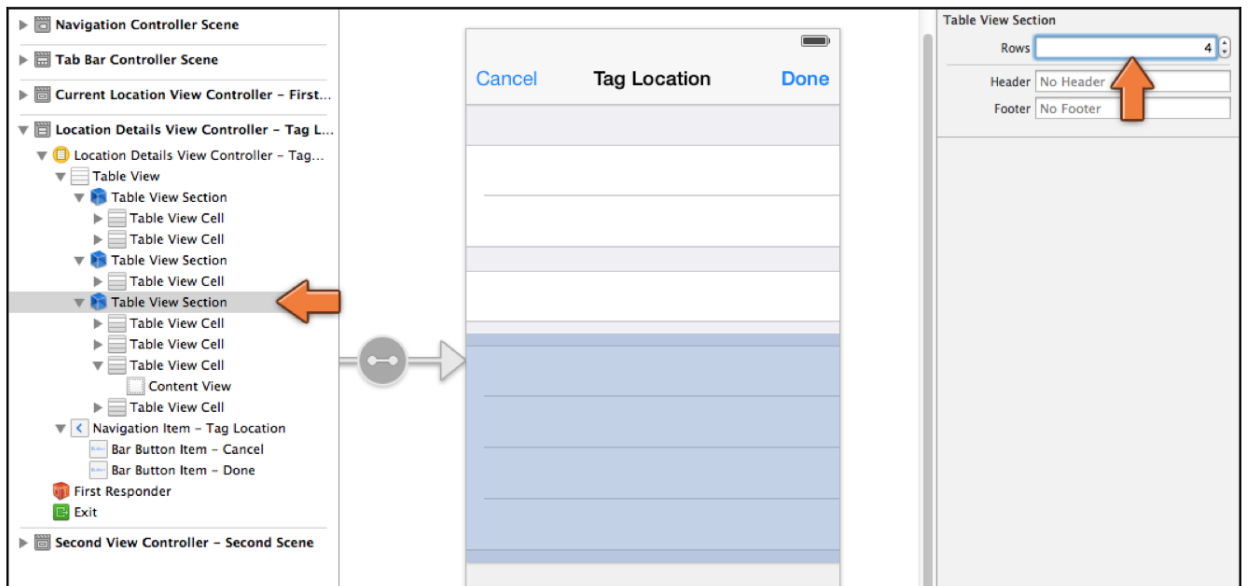 Navigation Controller Scene
Tab Bar Controller Scene
Current Location View Controller – First...
Location Details View Controller – Tag L...
Location Details View Controller – Tag...
Table View
Table View Section
Table View Cell
Table View Cell
Table View Section
Table View Cell
Table View Section
Table View Cell
Table View Cell
Table View Cell
Content View
Table View Cell
Navigation Item – Tag Location
Bar Button Item – Cancel
Bar Button Item – Done
First Responder
Exit
Second View Controller – Second Scene
Cancel Tag Location Done
Table View Section
Rows 4
Header No Header
Footer No Footer